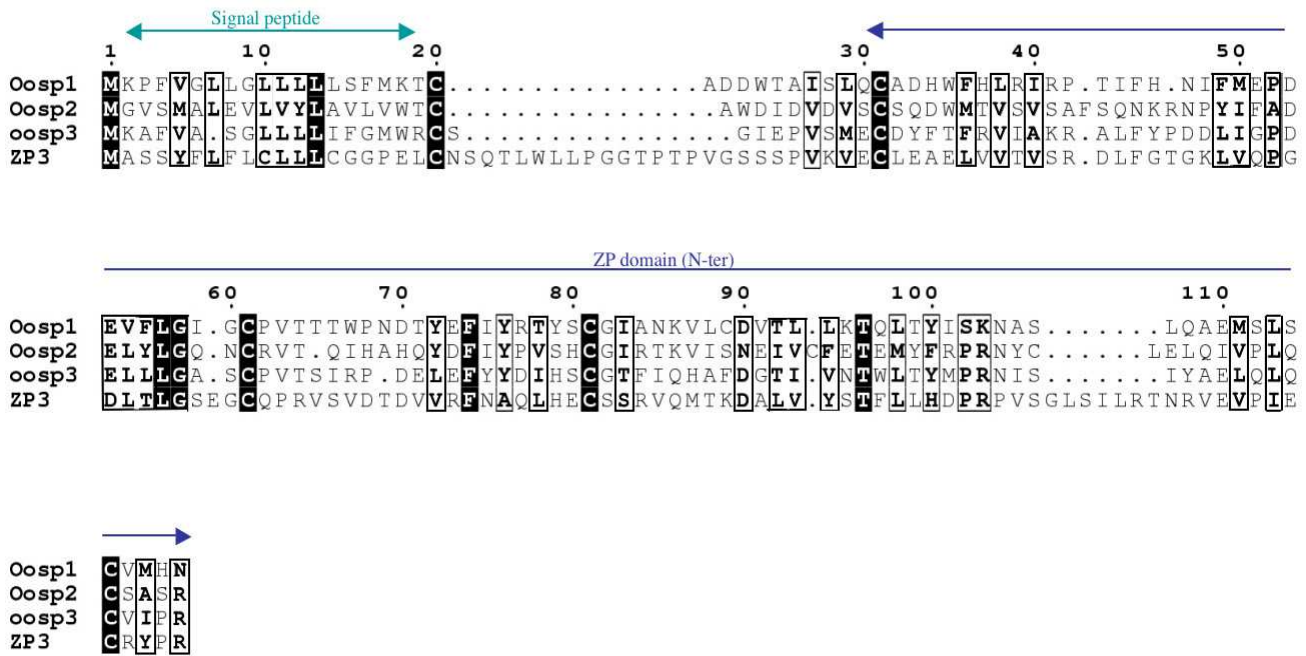 Signal peptide
1 10 20 30 40 50
Oosp1 MKPFVGLLGLLLLLSFMKTC...............ADDWTAISLQCADHWFHLRIRP.TIFH.NIFMEPD
Oosp2 MGVSMALEVLVYLAVLVWTC................AWDIDVDVSCSQDWMTVSVSAFSQNKRNPYIFAD
oosp3 MKAFVA.SGLLLLIFGMWRCS................GIEPVSMECDYFTFRVIAKR.ALFYPDDLIGPD
ZP3 MASSYFLFLCLLLCGGPELCNSQTLWLLPGGTPTPVGSSSPVKVECLEAELVVTVSR.DLFGTGKLVQPG
ZP domain (N-ter)
60 70 80 90 100 110
Oosp1 EVFLGI.GCPVTTTWPNDTYEFIYRTYSCGIANKVLCDVTL.LKTQLTYISKNAS.......LQAEMSLS
Oosp2 ELYLGQ.NCRVT.QIHAHQYDFIYPVSHCGIRTKVISNEIVCFETEMYFRPRNYC......LELQIVPLQ
oosp3 ELLLGA.SCPVTSIRP.DELEFYYDIHSCGTFIQHAFDGTI.VNTWLTYMPRNIS.......IYAELQLQ
ZP3 DLTLGSEGCQPRVSVDTDVVRFNAQLHECSSRVQMTKDALV.YSTFLLHDPRPVSGLSILRTNRVEVPIE
Oosp1 CVMHN
Oosp2 CSASR
oosp3 CVIPR
ZP3 CRYPR